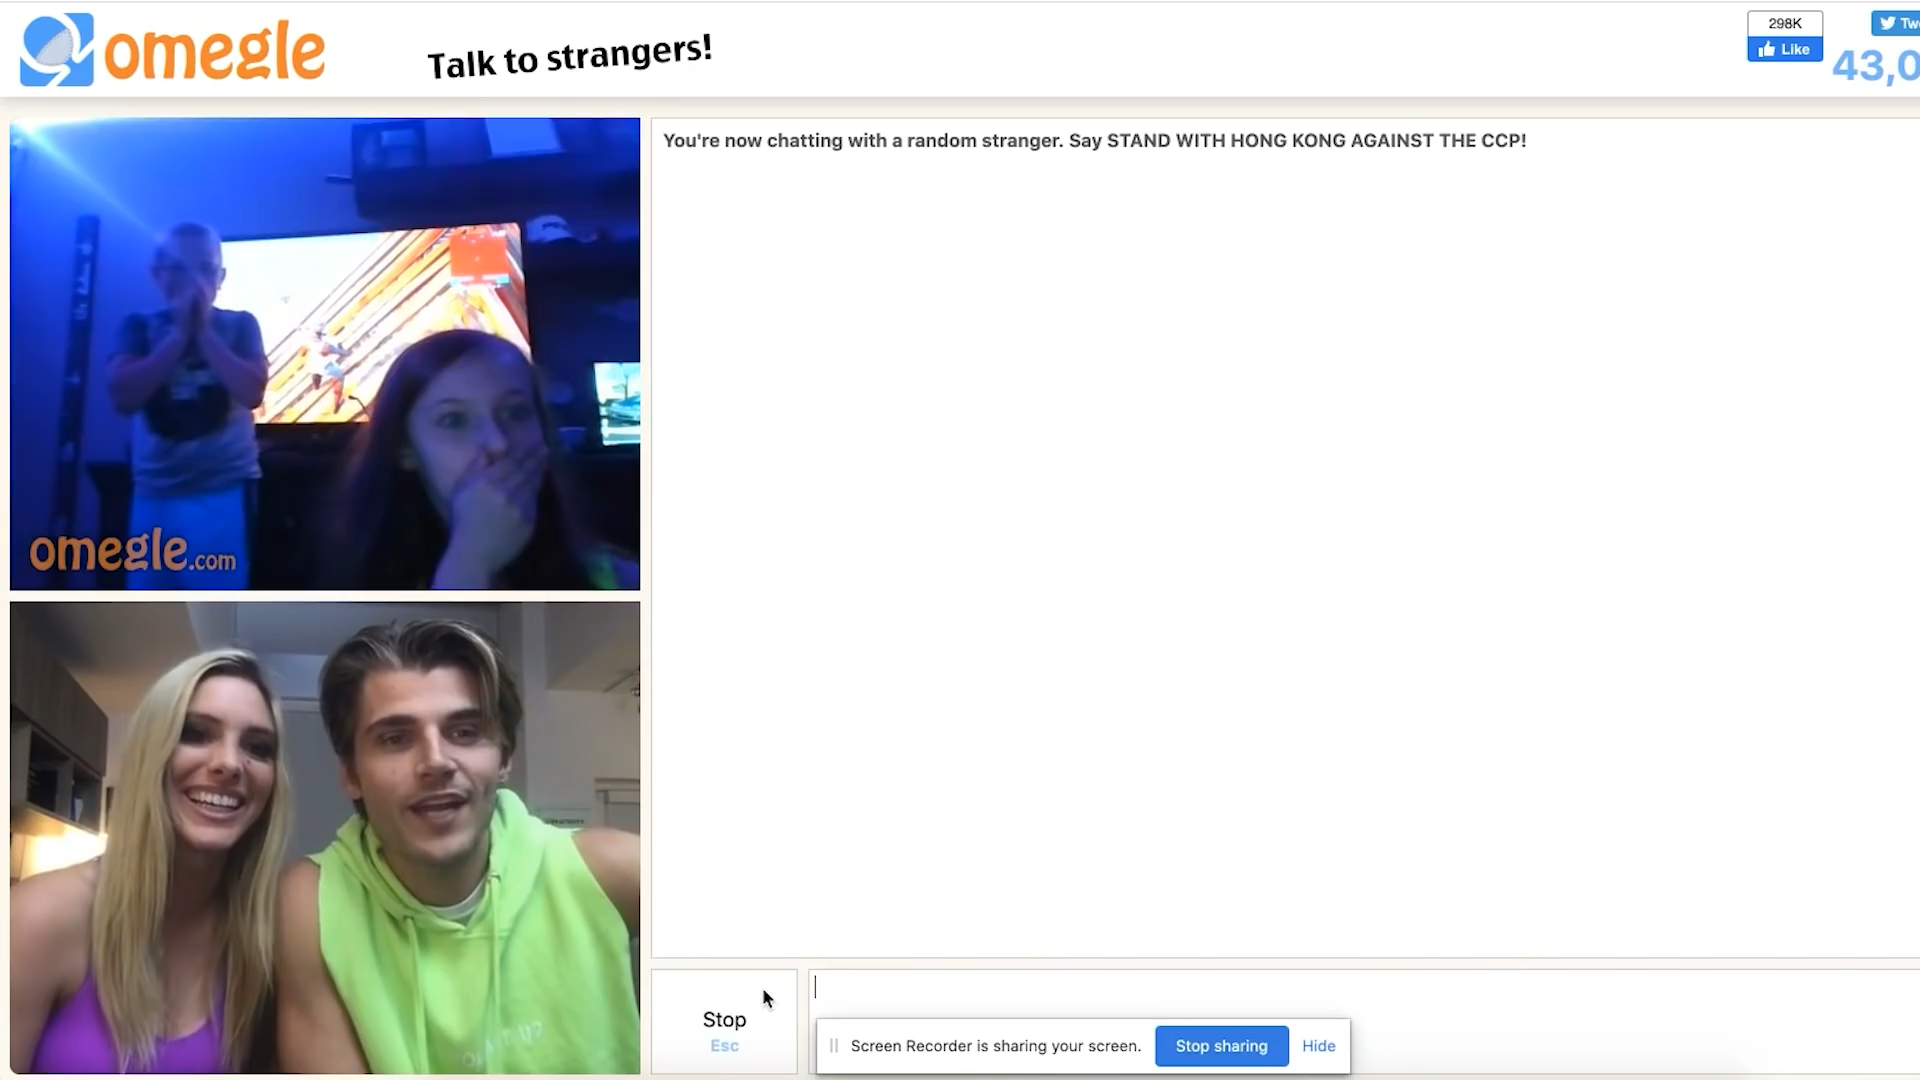 omegle
Talk to strangers!
298K
Like
43,0
You're now chatting with a random stranger. Say STAND WITH HONG KONG AGAINST THE CCP!
omegle.com
Stop
Esc
Screen Recorder is sharing your screen.
Stop sharing
Hide